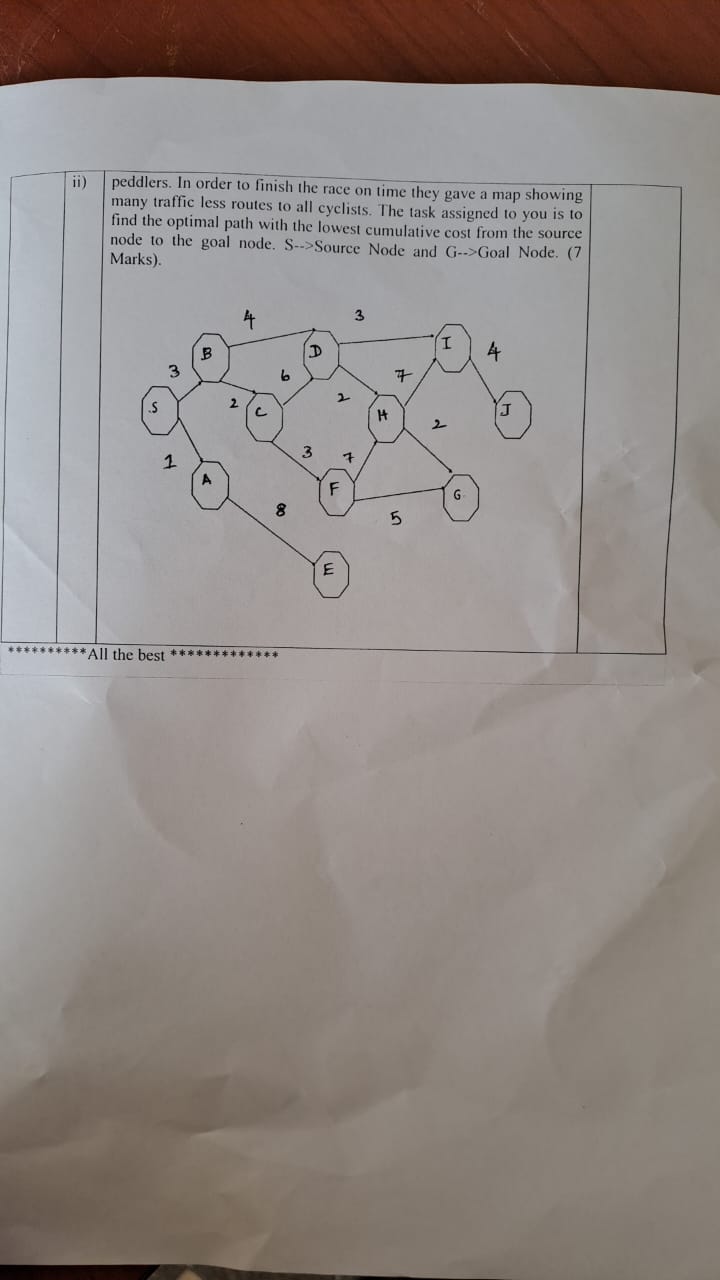 ii) peddlers. In order to finish the race on time they gave a map showing
many traffic less routes to all cyclists. The task assigned to you is to
find the optimal path with the lowest cumulative cost from the source
node to the goal node. S-->Source Node and G-->Goal Node. (7
Marks).
4 3
B D I 4
3 6 7
S 2 C 2 H J
2
1 3 7
A F G
8 5
E
**********All the best *************